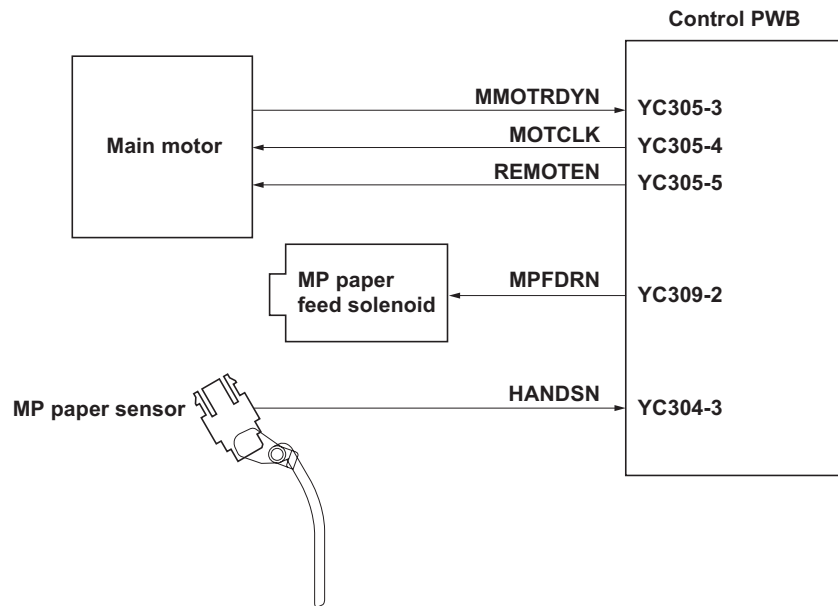 Control PWB
MMOTRDYN
YC305-3
Main motor
MOTCLK
YC305-4
REMOTEN
YC305-5
MP paper
feed solenoid
MPFDRN
YC309-2
MP paper sensor
HANDSN
YC304-3